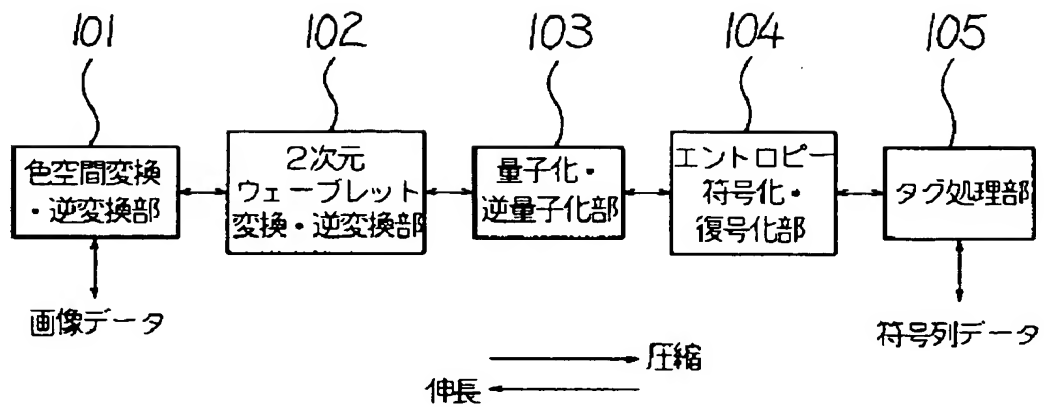 101
102
103
104
105
色空間変換
・逆変換部
2次元
ウェーブレット
変換・逆変換部
量子化・
逆量子化部
エントロピー
符号化・
復号化部
タグ処理部
画像データ
符号列データ
圧縮
伸長